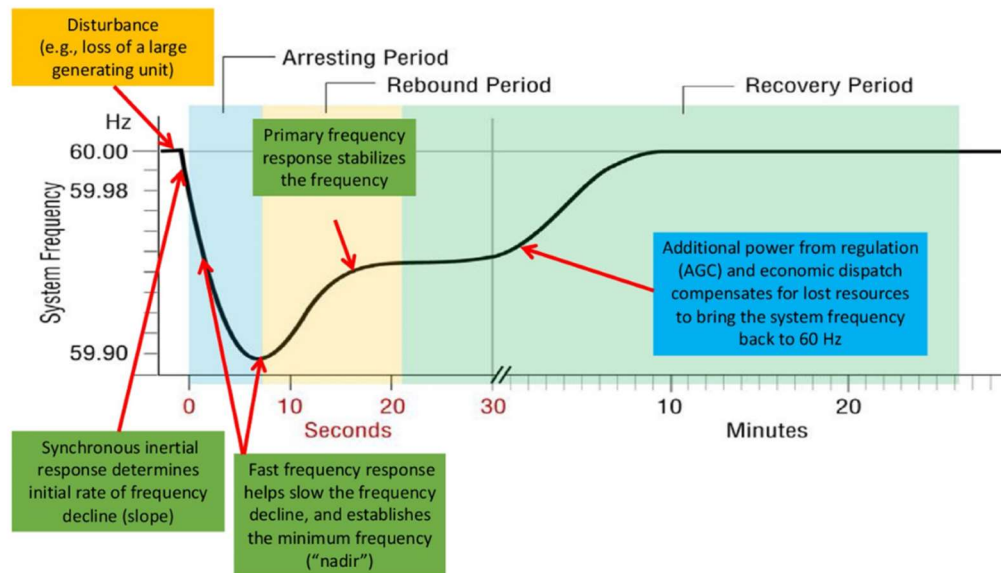 Disturbance
(e.g., loss of a large
generating unit)
Arresting Period
Rebound Period
Recovery Period
Hz
60.00
59.98
59.90
System Frequency
Primary frequency
response stabilizes
the frequency
Additional power from regulation
(AGC) and economic dispatch
compensates for lost resources
to bring the system frequency
back to 60 Hz
0
10
20
30
10
20
Seconds
Minutes
Synchronous inertial
response determines
initial rate of frequency
decline (slope)
Fast frequency response
helps slow the frequency
decline, and establishes
the minimum frequency
(“nadir”)